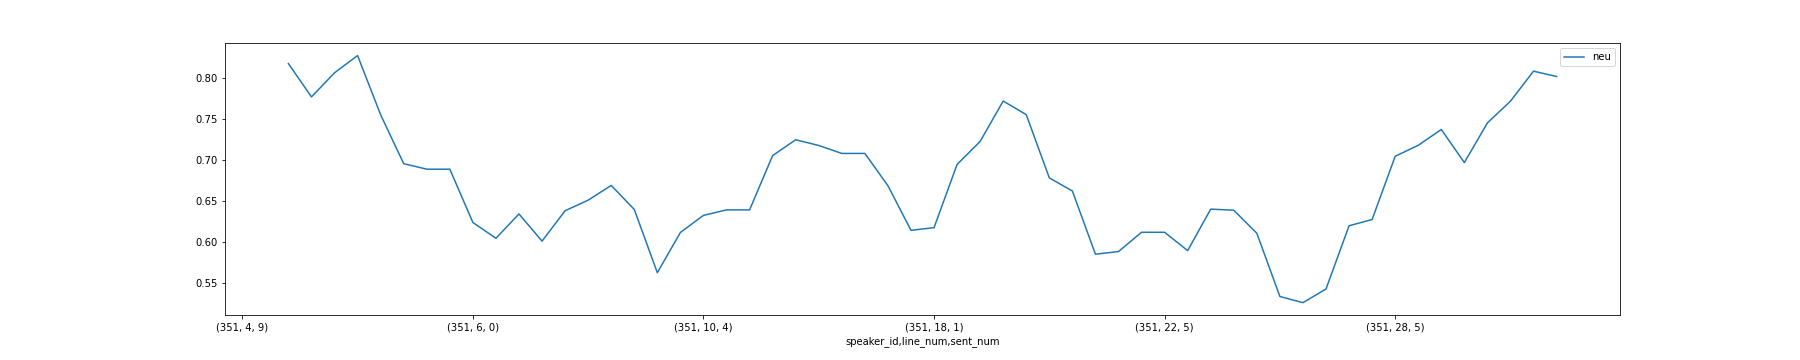 neu
0.80
0.75
0.70
0.65
0.60
0.55
(351, 4, 9) (351, 6, 0) (351, 10, 4) (351, 18, 1) (351, 22, 5) (351, 28, 5)
speaker_id,line_num,sent_num